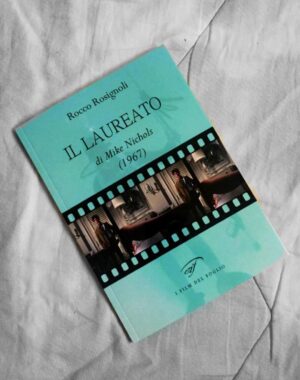 Rocco Rosignoli
IL LAUREATO
di Mike Nichols
(1967)
I FILM DEL FOGLIO